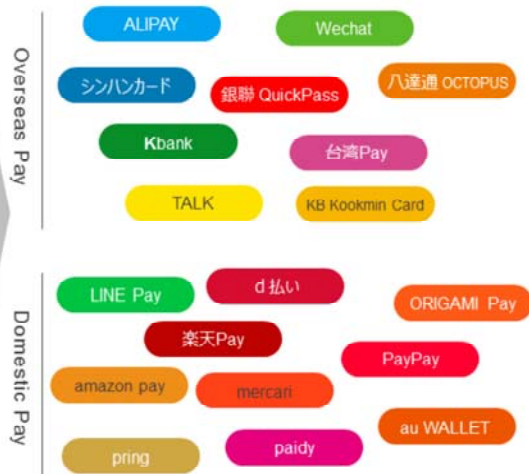 Overseas Pay
ALIPAY
Wechat
シンハンカード
銀聯 QuickPass
八達通 OCTOPUS
Kbank
台湾Pay
TALK
KB Kookmin Card
Domestic Pay
LINE Pay
d 払い
ORIGAMI Pay
楽天Pay
PayPay
amazon pay
mercari
au WALLET
pring
paidy